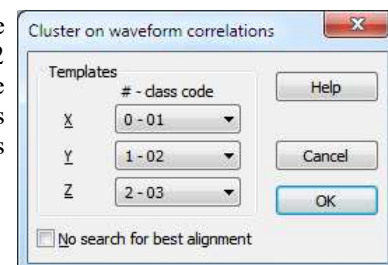 e
2
e
s
s
Cluster on waveform correlations
Templates
# - class code
Help
X 0 - 01
Y 1 - 02 Cancel
Z 2 - 03 OK
No search for best alignment